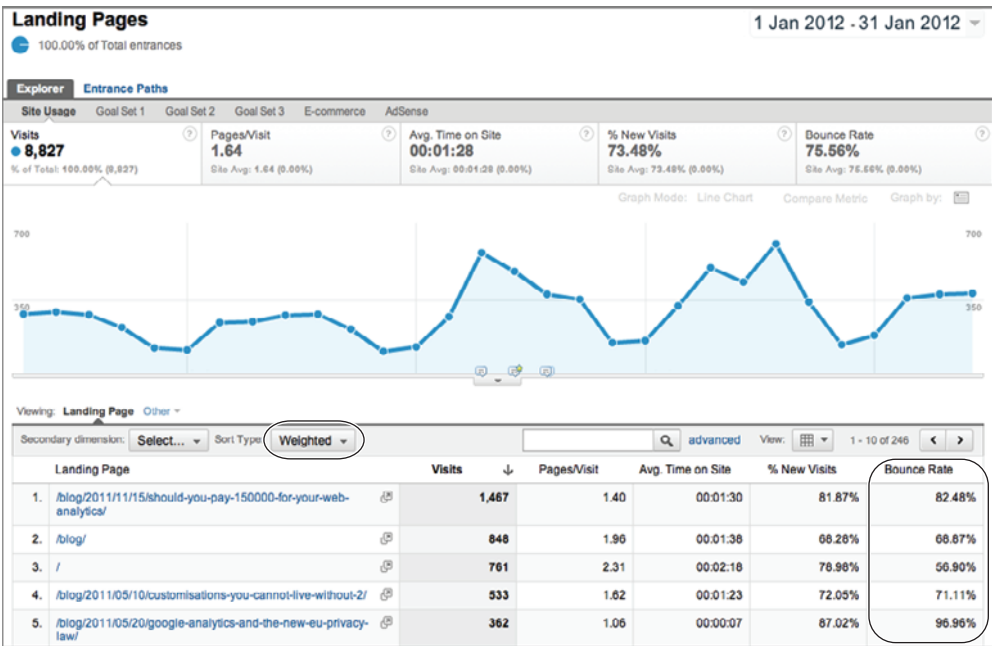 Landing Pages
1 Jan 2012 - 31 Jan 2012
100.00% of Total entrances
Explorer Entrance Paths
Site Usage Goal Set 1 Goal Set 2 Goal Set 3 E-commerce AdSense
Visits ? Pages/Visit ? Avg. Time on Site ? % New Visits ? Bounce Rate ?
8,827 1.64 00:01:28 73.48% 75.56%
% of Total: 100.00% (8,827) Site Avg: 1.64 (0.00%) Site Avg: 00:01:28 (0.00%) Site Avg: 73.48% (0.00%) Site Avg: 75.56% (0.00%)
Graph Mode: Line Chart Compare Metric Graph by:
700 700
350 350
Viewing: Landing Page Other
Secondary dimension: Select... Sort Type: Weighted advanced View: 1 - 10 of 246
Landing Page Visits Pages/Visit Avg. Time on Site % New Visits Bounce Rate
1. /blog/2011/11/15/should-you-pay-150000-for-your-web- 1,467 1.40 00:01:30 81.87% 82.48%
analytics/
2. /blog/ 848 1.96 00:01:38 68.28% 68.87%
3. / 761 2.31 00:02:18 78.98% 56.90%
4. /blog/2011/05/10/customisations-you-cannot-live-without-2/ 533 1.62 00:01:23 72.05% 71.11%
5. /blog/2011/05/20/google-analytics-and-the-new-eu-privacy- 362 1.06 00:00:07 87.02% 96.96%
law/